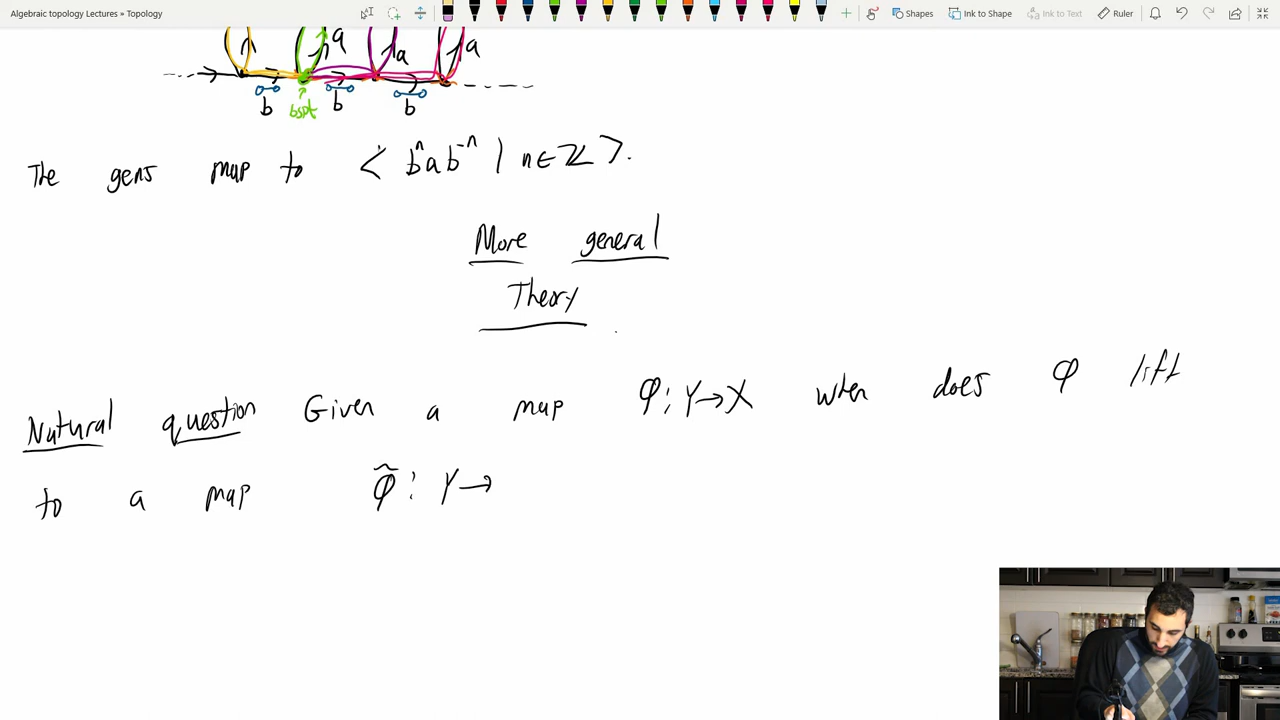 Algebraic topology Lectures » Topology
Shapes Ink to Shape Ink to Text Ruler
a a a
b bspt b b
The gens map to < bⁿab⁻ⁿ | n∈ℤ >.
More general
Theory
Natural question Given a map φ: Y→X when does φ lift
to a map φ̃: Y→